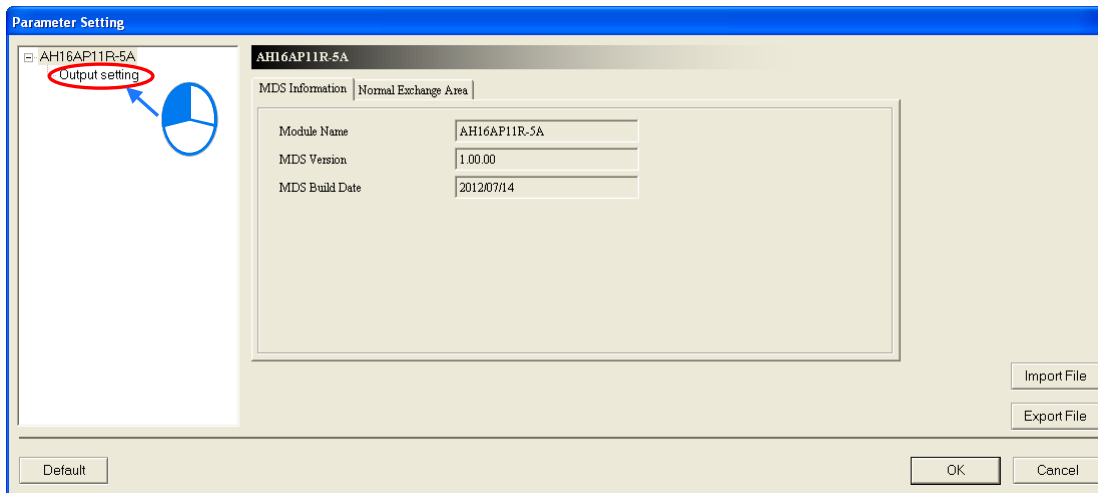 Parameter Setting
AH16AP11R-5A
Output setting
AH16AP11R-5A
MDS Information
Normal Exchange Area
Module Name
AH16AP11R-5A
MDS Version
1.00.00
MDS Build Date
2012/07/14
Import File
Export File
Default
OK
Cancel